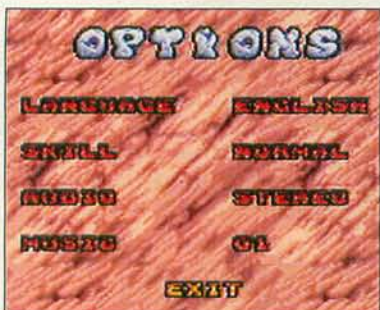 OPTIONS
LANGUAGE ENGLISH
SKILL NORMAL
AUDIO STEREO
MUSIC 01
EXIT